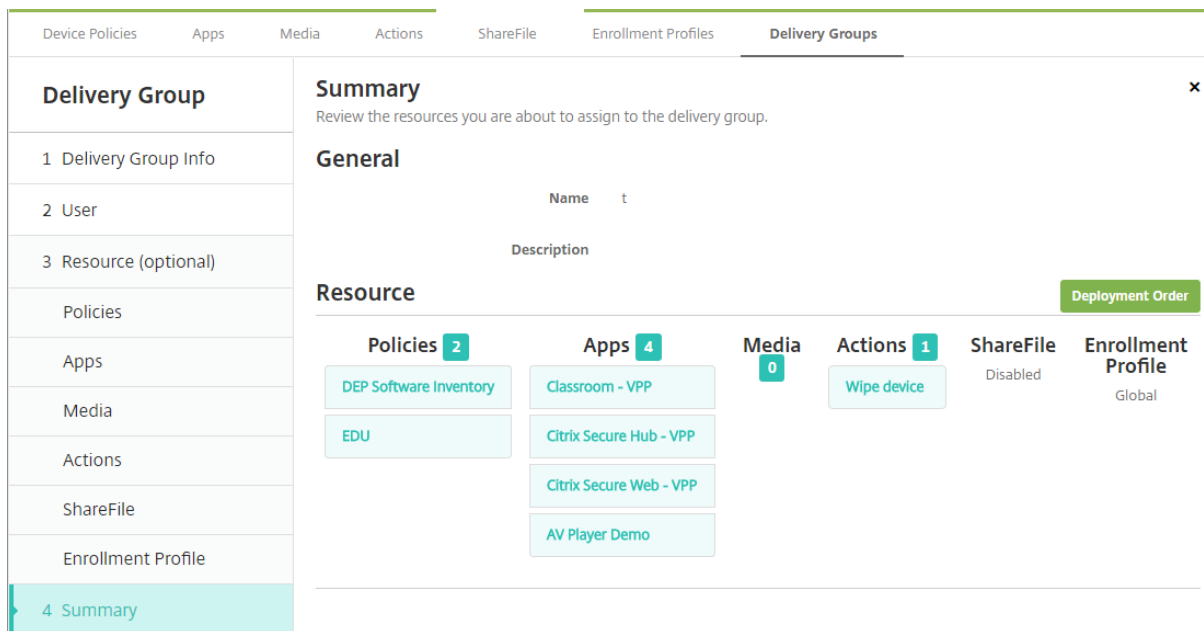 Device Policies Apps Media Actions ShareFile Enrollment Profiles Delivery Groups
Delivery Group
1 Delivery Group Info
2 User
3 Resource (optional)
Policies
Apps
Media
Actions
ShareFile
Enrollment Profile
4 Summary
Summary
Review the resources you are about to assign to the delivery group.
General
Name t
Description
Resource
Deployment Order
Policies 2
DEP Software Inventory
EDU
Apps 4
Classroom - VPP
Citrix Secure Hub - VPP
Citrix Secure Web - VPP
AV Player Demo
Media
0
Actions 1
Wipe device
ShareFile
Disabled
Enrollment
Profile
Global